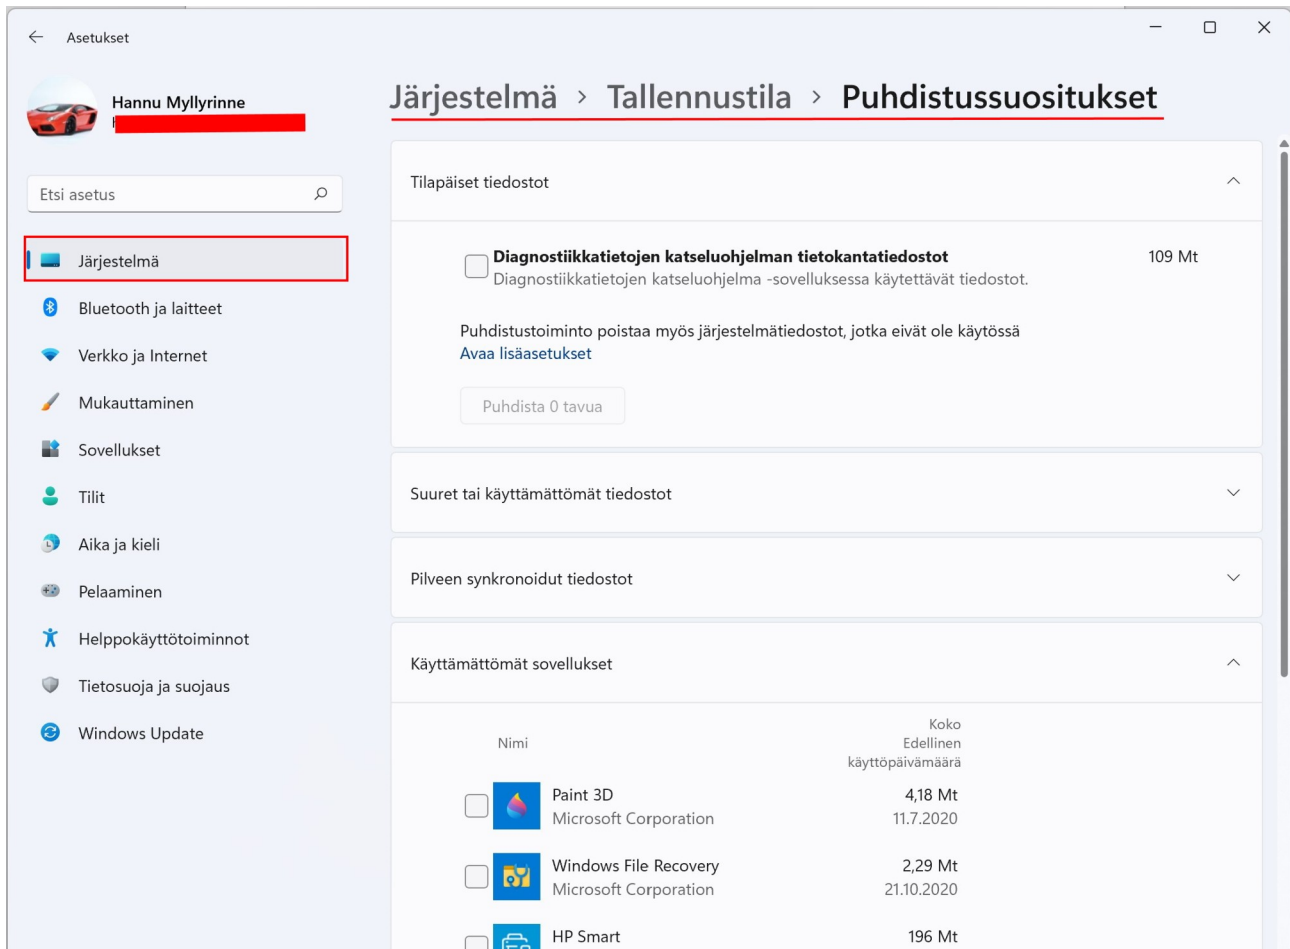 Asetukset
Hannu Myllyrinne
Etsi asetus
Järjestelmä
Bluetooth ja laitteet
Verkko ja Internet
Mukauttaminen
Sovellukset
Tilit
Aika ja kieli
Pelaaminen
Helppokäyttötoiminnot
Tietosuoja ja suojaus
Windows Update
Järjestelmä > Tallennustila > Puhdistussuositukset
Tilapäiset tiedostot
Diagnostiikkatietojen katseluohjelman tietokantatiedostot 109 Mt
Diagnostiikkatietojen katseluohjelma -sovelluksessa käytettävät tiedostot.
Puhdistustoiminto poistaa myös järjestelmätiedostot, jotka eivät ole käytössä
Avaa lisäasetukset
Puhdista 0 tavua
Suuret tai käyttämättömät tiedostot
Pilveen synkronoidut tiedostot
Käyttämättömät sovellukset
Koko
Nimi Edellinen
käyttöpäivämäärä
Paint 3D 4,18 Mt
Microsoft Corporation 11.7.2020
Windows File Recovery 2,29 Mt
Microsoft Corporation 21.10.2020
HP Smart 196 Mt